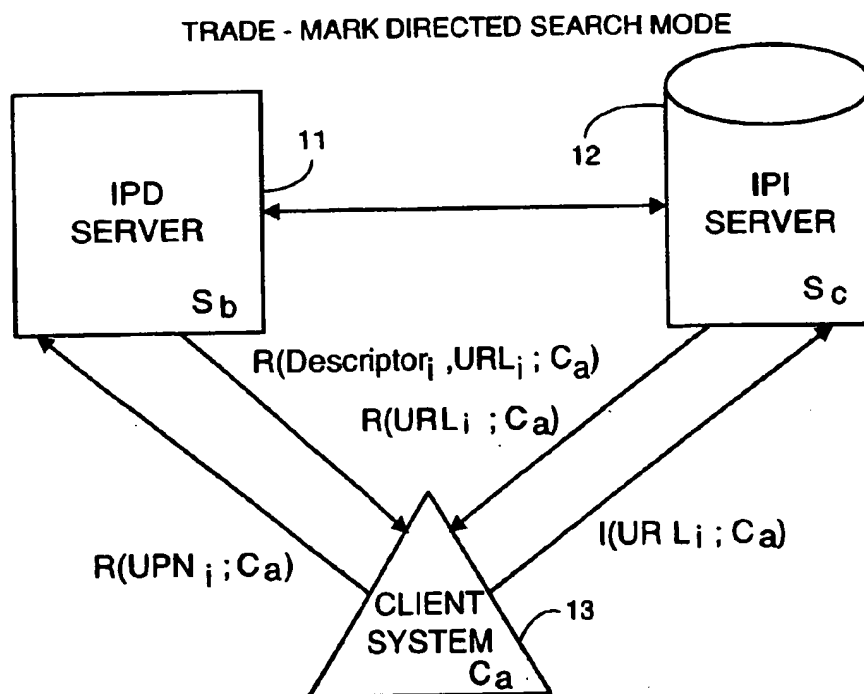 TRADE - MARK DIRECTED SEARCH MODE
11
12
IPD
SERVER
Sb
IPI
SERVER
Sc
R(Descriptori ,URLi ; Ca)
R(URLi ; Ca)
R(UPN i ; Ca)
I(UR L i ; Ca)
CLIENT
SYSTEM
Ca
13